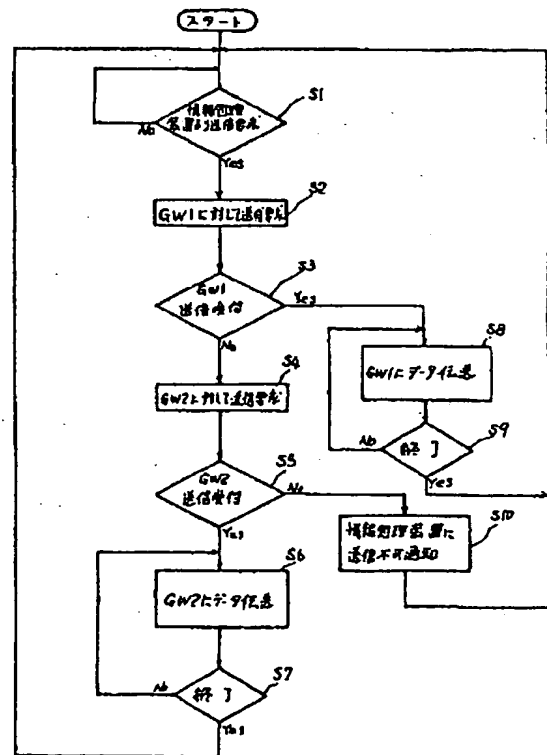 スタート
S1
情報処理
装置より送信要求
No
Yes
S2
GW1に対して送信要求
S3
GW1
送信受付
Yes
No
S4
GW2に対して送信要求
S8
GW1にデータ伝送
S9
終了
No
Yes
S5
GW2
送信受付
No
Yes
S10
情報処理装置に
送信不可通知
S6
GW2にデータ伝送
S7
終了
No
Yes